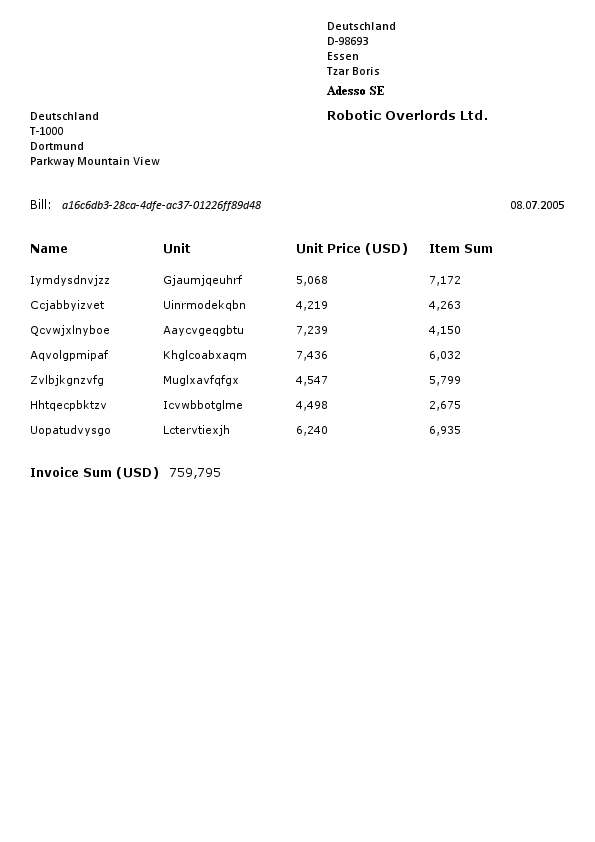 Deutschland
D-98693
Essen
Tzar Boris
Adesso SE
Robotic Overlords Ltd.
Deutschland
T-1000
Dortmund
Parkway Mountain View
Bill: a16c6db3-28ca-4dfe-ac37-01226ff89d48 08.07.2005
Name Unit Unit Price (USD) Item Sum
Iymdysdnvjzz Gjaumjqeuhrf 5,068 7,172
Ccjabbyizvet Uinrmodekqbn 4,219 4,263
Qcvwjxlnyboe Aaycvgeqgbtu 7,239 4,150
Aqvolgpmipaf Khglcoabxaqm 7,436 6,032
Zvlbjkgnzvfg Muglxavfqfgx 4,547 5,799
Hhtqecpbktzv Icvwbbotglme 4,498 2,675
Uopatudvysgo Lctervtiexjh 6,240 6,935
Invoice Sum (USD) 759,795